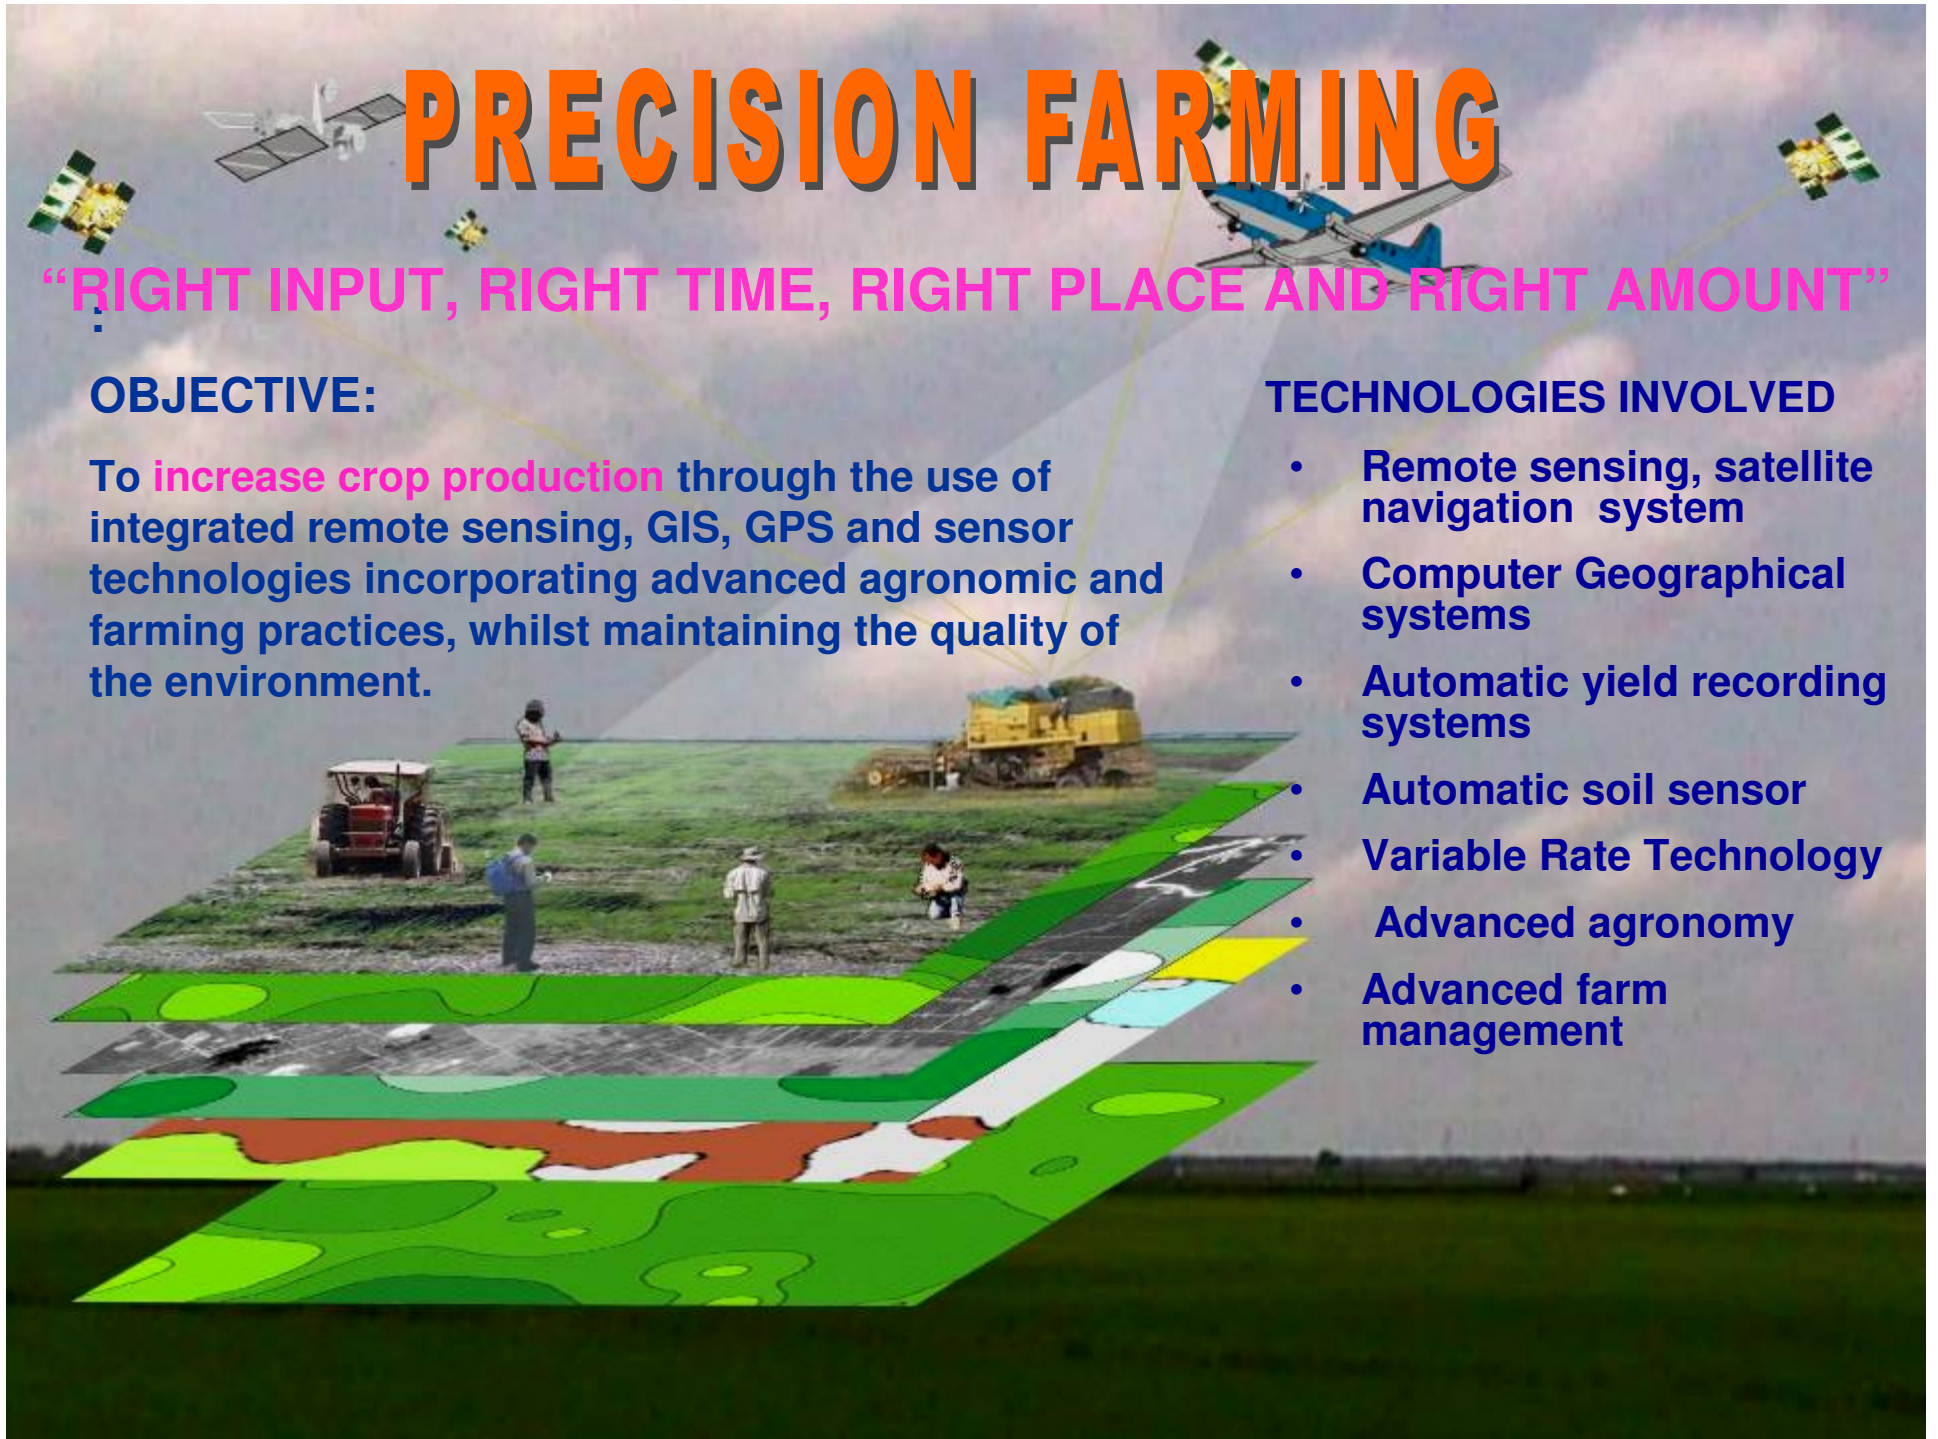 PRECISION FARMING
“RIGHT INPUT, RIGHT TIME, RIGHT PLACE AND RIGHT AMOUNT”
:
OBJECTIVE:
To increase crop production through the use of
integrated remote sensing, GIS, GPS and sensor
technologies incorporating advanced agronomic and
farming practices, whilst maintaining the quality of
the environment.
TECHNOLOGIES INVOLVED
• Remote sensing, satellite
navigation system
• Computer Geographical
systems
• Automatic yield recording
systems
• Automatic soil sensor
• Variable Rate Technology
• Advanced agronomy
• Advanced farm
management